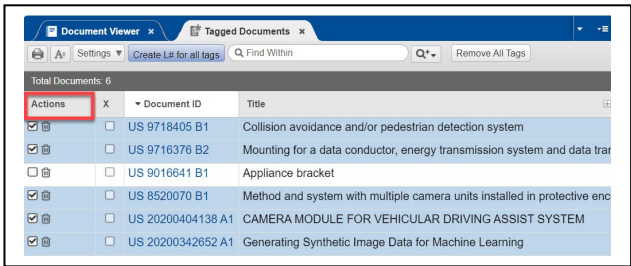 Document Viewer × Tagged Documents ×
Settings ▼ Create L# for all tags Find Within Remove All Tags
Total Documents: 6
Actions X ▾ Document ID Title
US 9718405 B1 Collision avoidance and/or pedestrian detection system
US 9716376 B2 Mounting for a data conductor, energy transmission system and data tran
US 9016641 B1 Appliance bracket
US 8520070 B1 Method and system with multiple camera units installed in protective enc
US 20200404138 A1 CAMERA MODULE FOR VEHICULAR DRIVING ASSIST SYSTEM
US 20200342652 A1 Generating Synthetic Image Data for Machine Learning